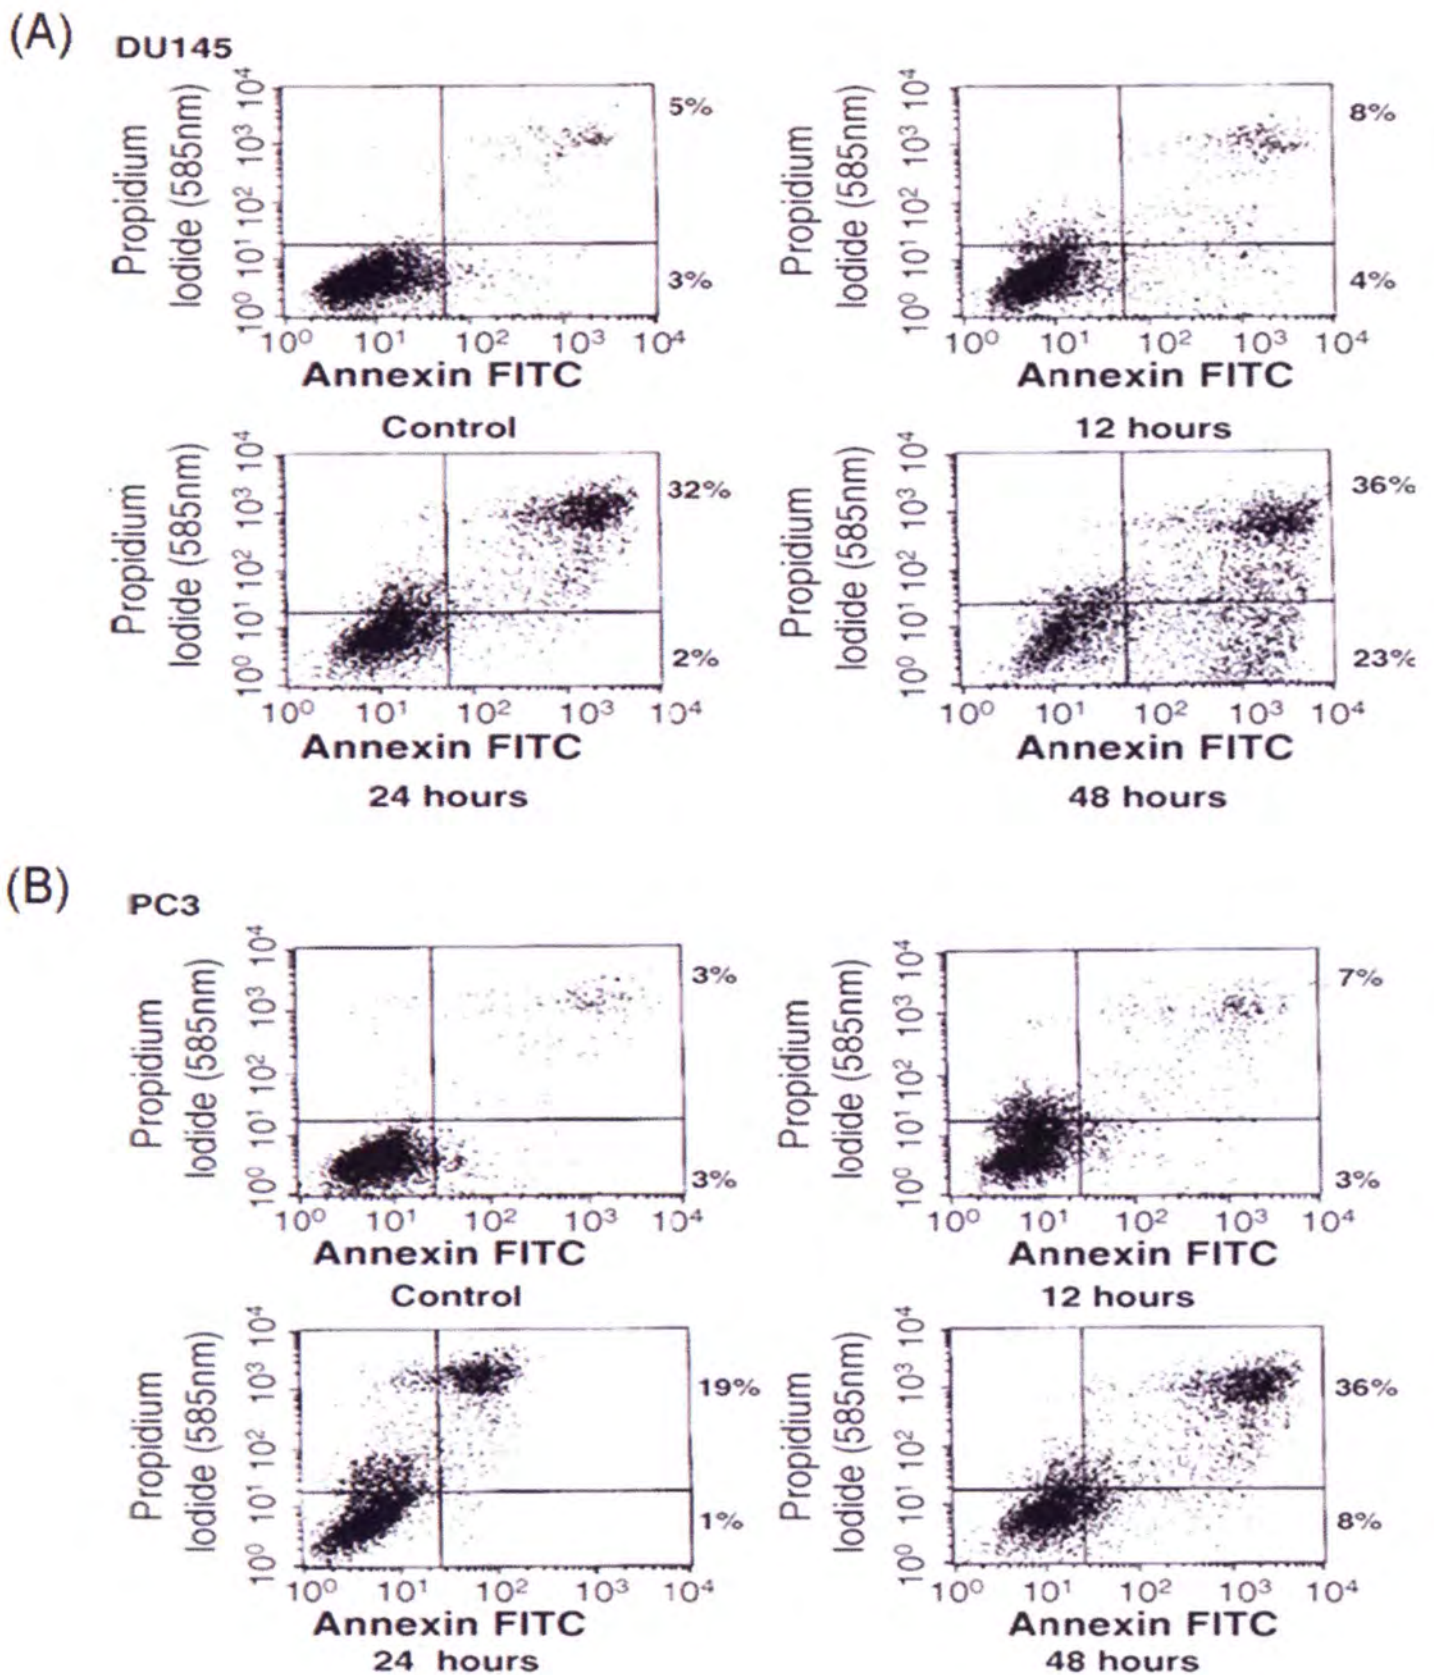 (A)
DU145
Propidium
Iodide (585nm)
10⁰ 10¹ 10² 10³ 10⁴
5%
3%
10⁰ 10¹ 10² 10³ 10⁴
Annexin FITC
Control
Propidium
Iodide (585nm)
10⁰ 10¹ 10² 10³ 10⁴
8%
4%
10⁰ 10¹ 10² 10³ 10⁴
Annexin FITC
12 hours
Propidium
Iodide (585nm)
10⁰ 10¹ 10² 10³ 10⁴
32%
2%
10⁰ 10¹ 10² 10³ 10⁴
Annexin FITC
24 hours
Propidium
Iodide (585nm)
10⁰ 10¹ 10² 10³ 10⁴
36%
23%
10⁰ 10¹ 10² 10³ 10⁴
Annexin FITC
48 hours
(B)
PC3
Propidium
Iodide (585nm)
10⁰ 10¹ 10² 10³ 10⁴
3%
3%
10⁰ 10¹ 10² 10³ 10⁴
Annexin FITC
Control
Propidium
Iodide (585nm)
10⁰ 10¹ 10² 10³ 10⁴
7%
3%
10⁰ 10¹ 10² 10³ 10⁴
Annexin FITC
12 hours
Propidium
Iodide (585nm)
10⁰ 10¹ 10² 10³ 10⁴
19%
1%
10⁰ 10¹ 10² 10³ 10⁴
Annexin FITC
24 hours
Propidium
Iodide (585nm)
10⁰ 10¹ 10² 10³ 10⁴
36%
8%
10⁰ 10¹ 10² 10³ 10⁴
Annexin FITC
48 hours